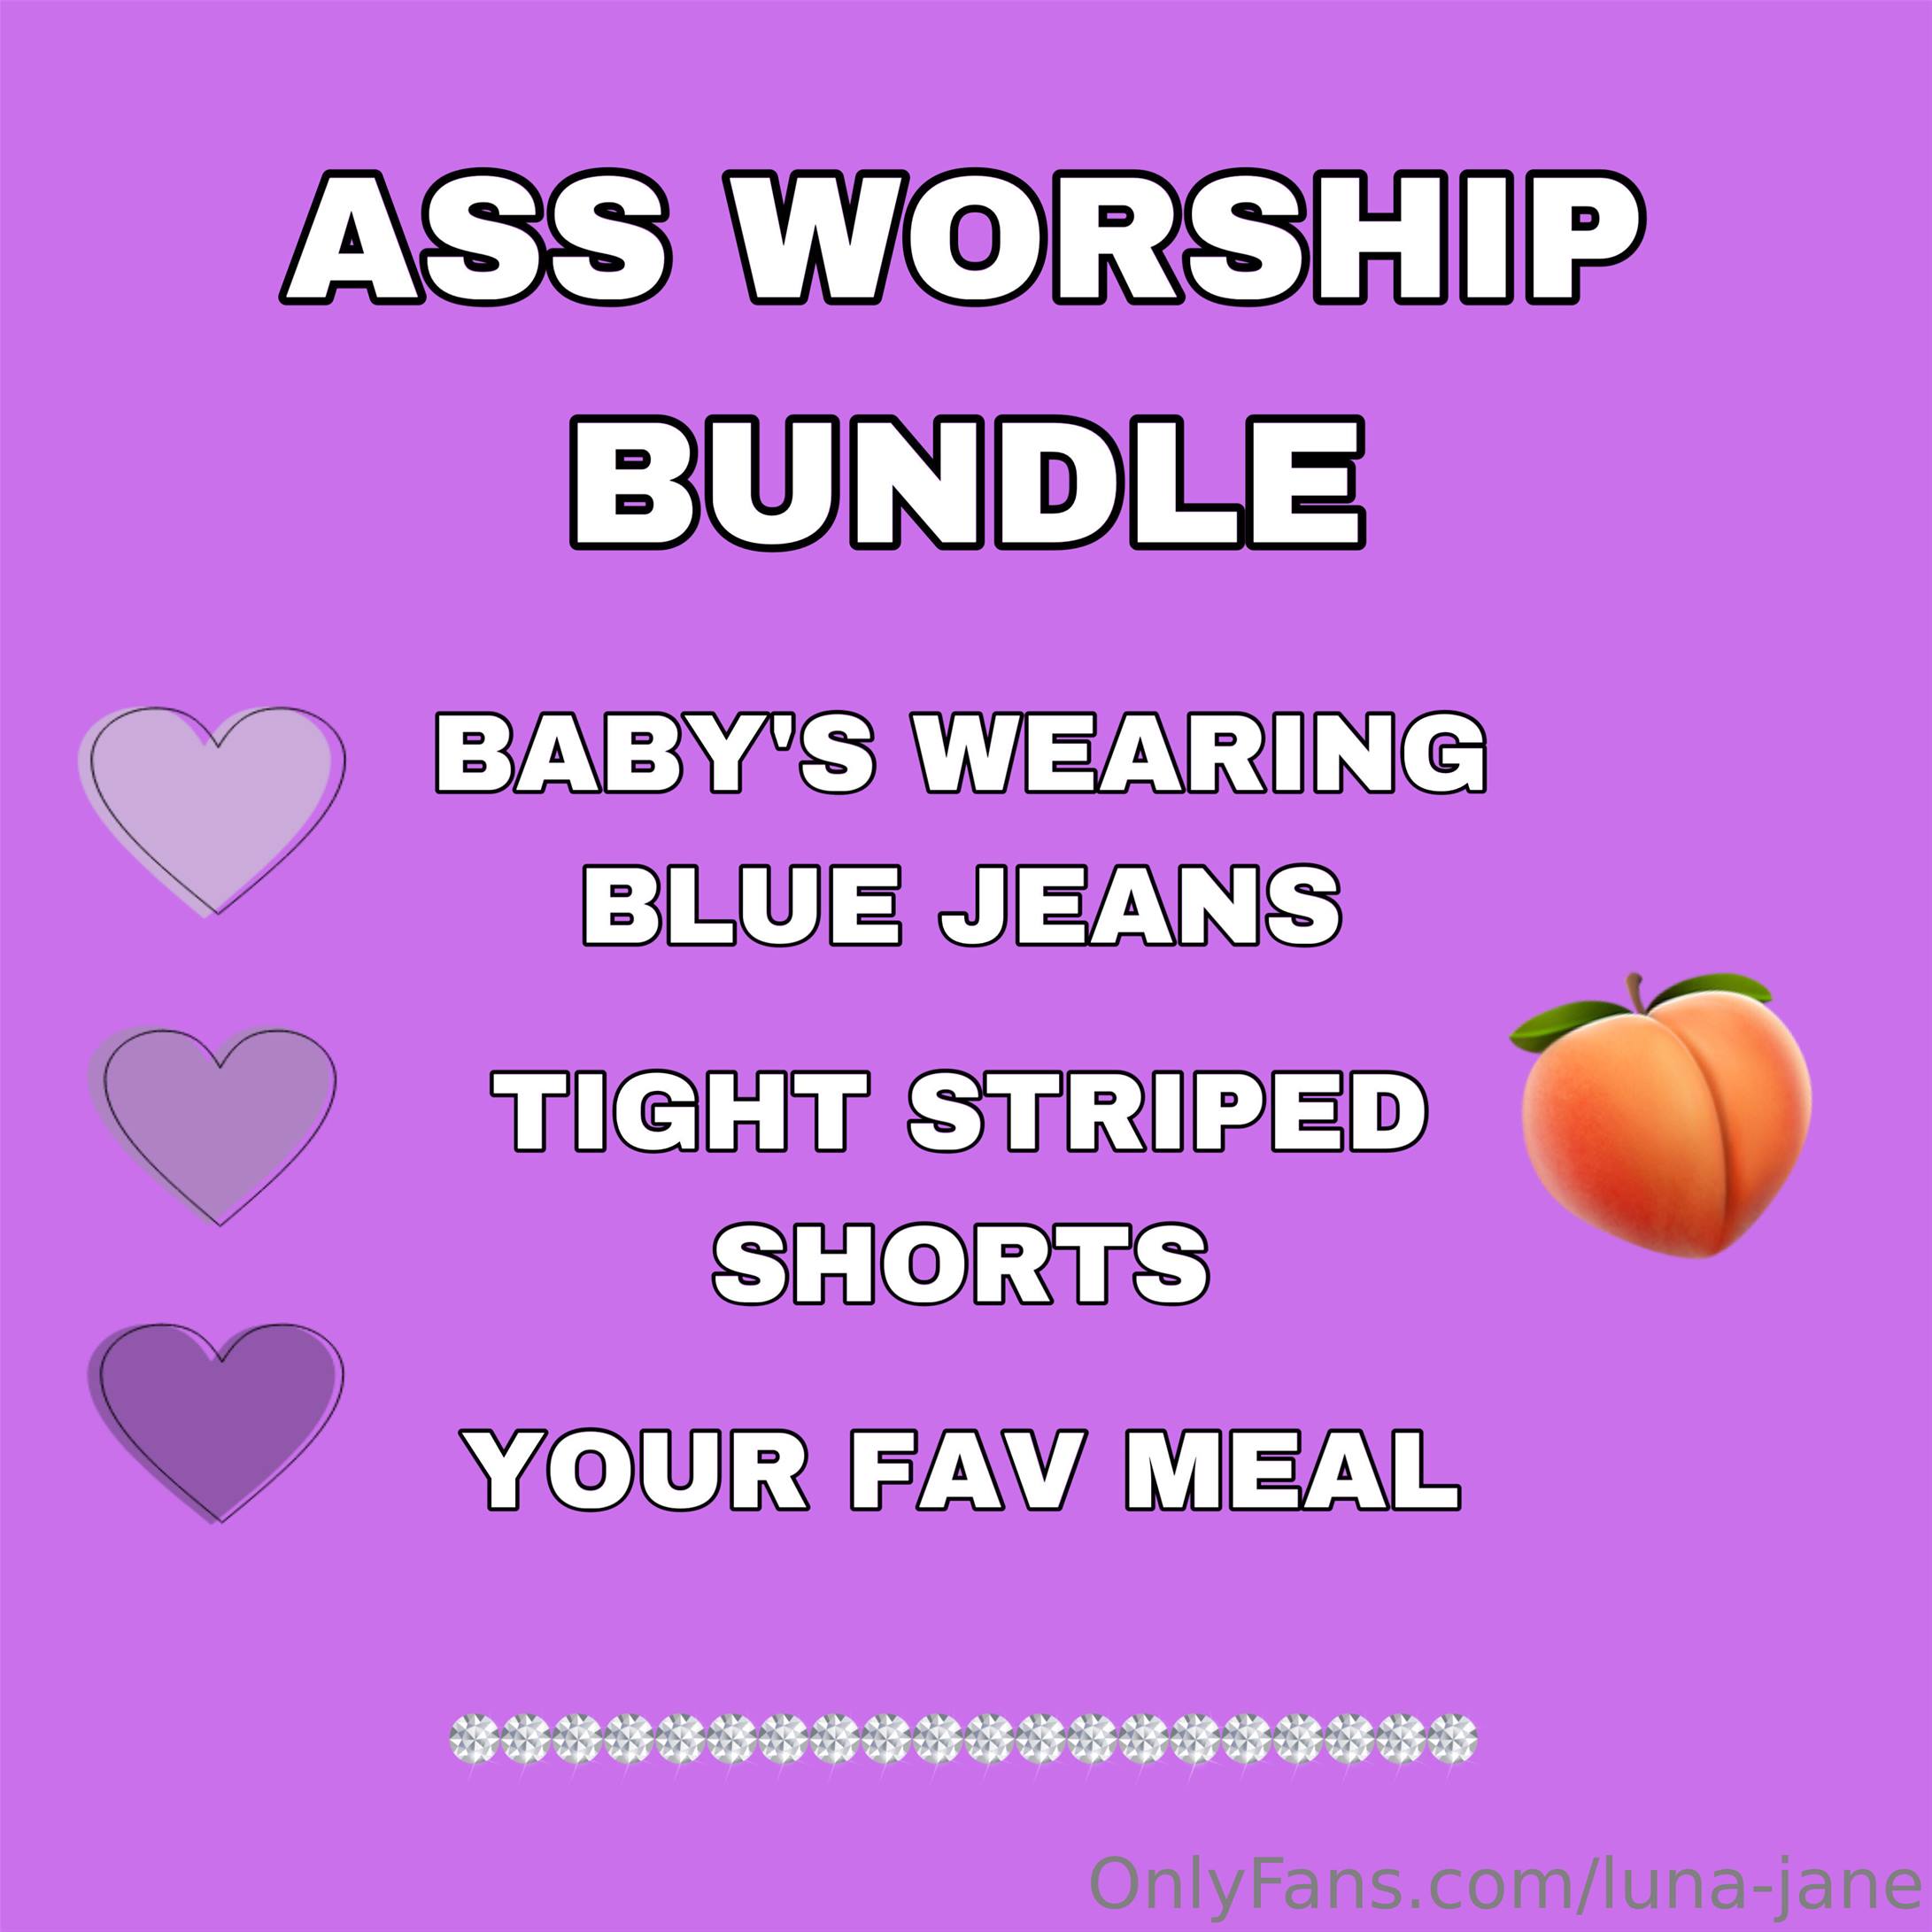 ASS WORSHIP
BUNDLE
BABY'S WEARING
BLUE JEANS
TIGHT STRIPED
SHORTS
YOUR FAV MEAL
OnlyFans.com/luna-jane